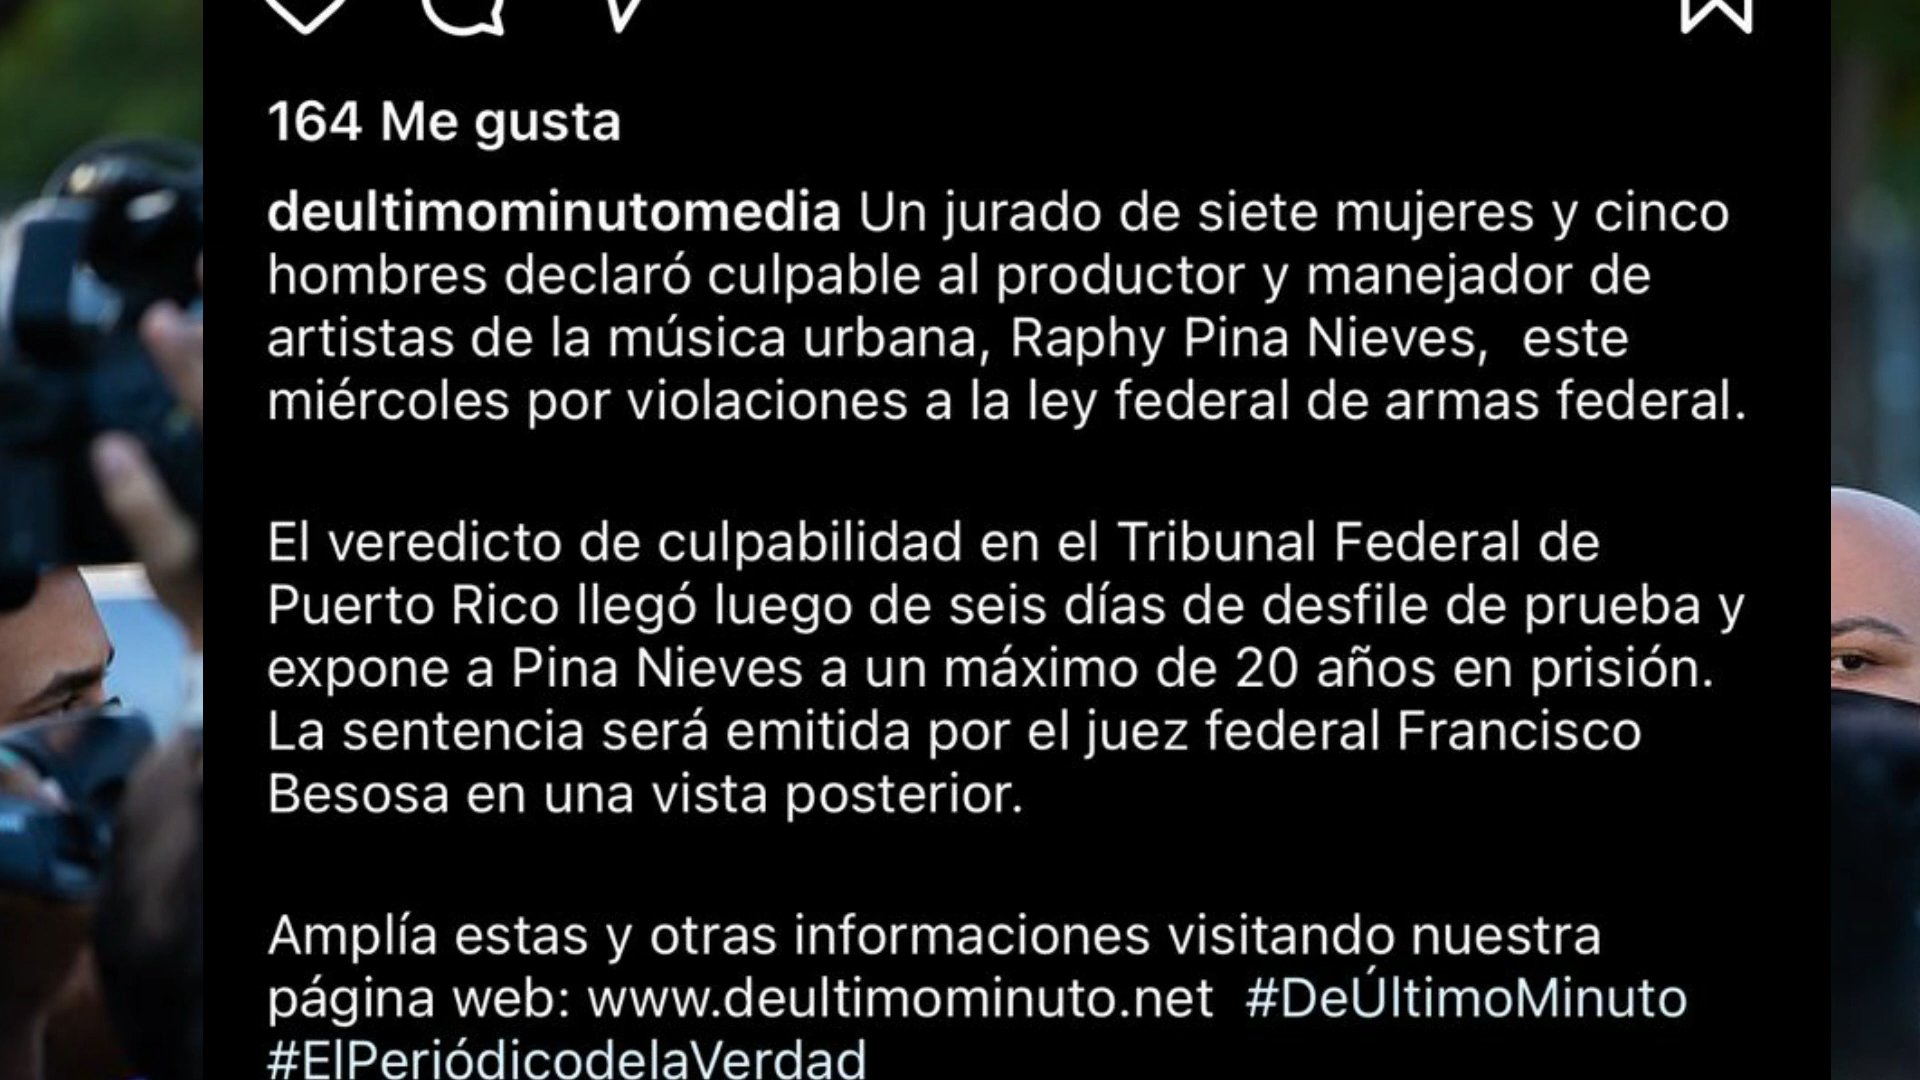 164 Me gusta
deultimominutomedia Un jurado de siete mujeres y cinco
hombres declaró culpable al productor y manejador de
artistas de la música urbana, Raphy Pina Nieves,  este
miércoles por violaciones a la ley federal de armas federal.
El veredicto de culpabilidad en el Tribunal Federal de
Puerto Rico llegó luego de seis días de desfile de prueba y
expone a Pina Nieves a un máximo de 20 años en prisión.
La sentencia será emitida por el juez federal Francisco
Besosa en una vista posterior.
Amplía estas y otras informaciones visitando nuestra
página web: www.deultimominuto.net  #DeÚltimoMinuto
#ElPeriódicodelaVerdad